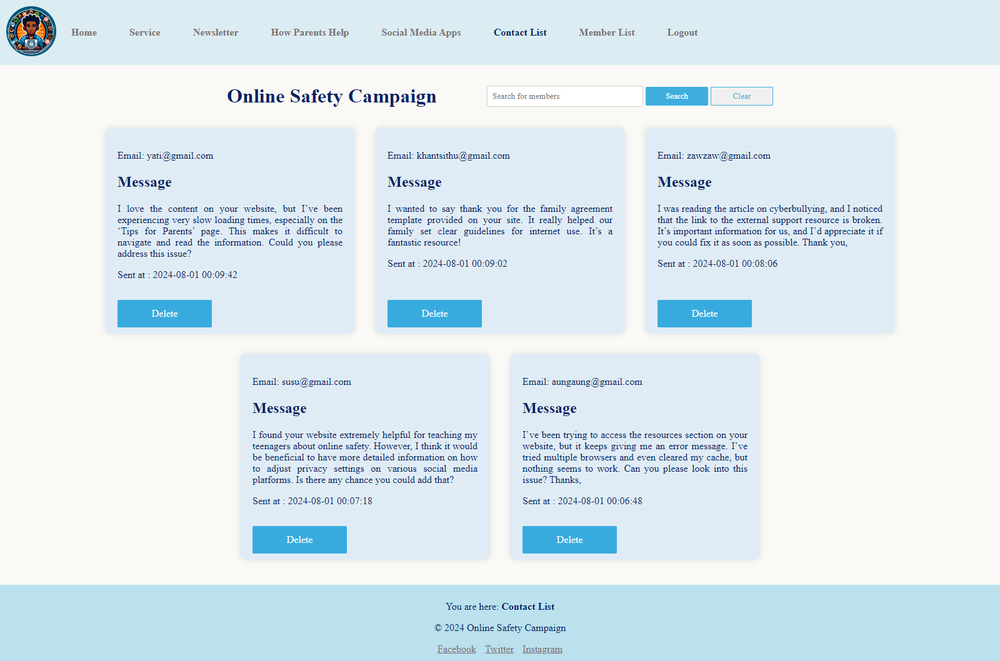 Home Service Newsletter How Parents Help Social Media Apps Contact List Member List Logout
Online Safety Campaign
Search for members Search Clear
Email: yati@gmail.com
Message
I love the content on your website, but I’ve been
experiencing very slow loading times, especially on the
‘Tips for Parents’ page. This makes it difficult to
navigate and read the information. Could you please
address this issue?
Sent at : 2024-08-01 00:09:42
Delete
Email: khantsithu@gmail.com
Message
I wanted to say thank you for the family agreement
template provided on your site. It really helped our
family set clear guidelines for internet use. It’s a
fantastic resource!
Sent at : 2024-08-01 00:09:02
Delete
Email: zawzaw@gmail.com
Message
I was reading the article on cyberbullying, and I noticed
that the link to the external support resource is broken.
It’s important information for us, and I’d appreciate it if
you could fix it as soon as possible. Thank you,
Sent at : 2024-08-01 00:08:06
Delete
Email: susu@gmail.com
Message
I found your website extremely helpful for teaching my
teenagers about online safety. However, I think it would
be beneficial to have more detailed information on how
to adjust privacy settings on various social media
platforms. Is there any chance you could add that?
Sent at : 2024-08-01 00:07:18
Delete
Email: aungaung@gmail.com
Message
I’ve been trying to access the resources section on your
website, but it keeps giving me an error message. I’ve
tried multiple browsers and even cleared my cache, but
nothing seems to work. Can you please look into this
issue? Thanks,
Sent at : 2024-08-01 00:06:48
Delete
You are here: Contact List
© 2024 Online Safety Campaign
Facebook Twitter Instagram